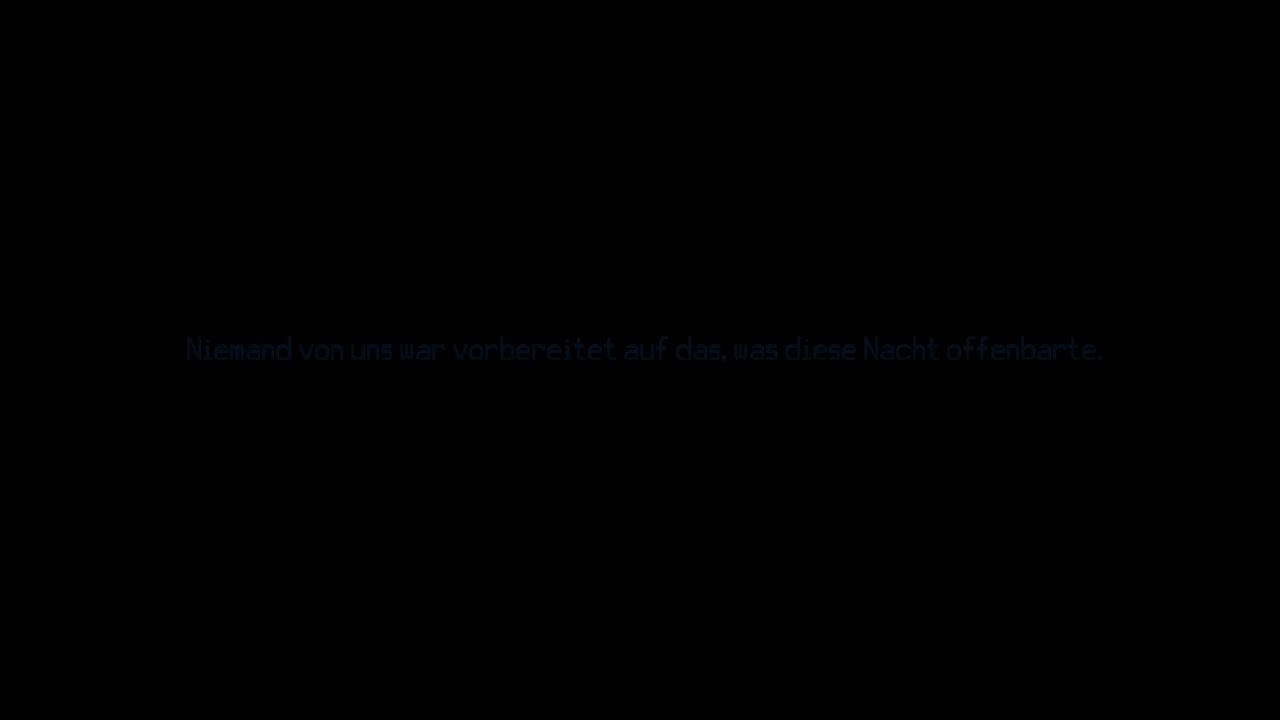 Niemand von uns war vorbereitet auf das, was diese Nacht offenbarte.